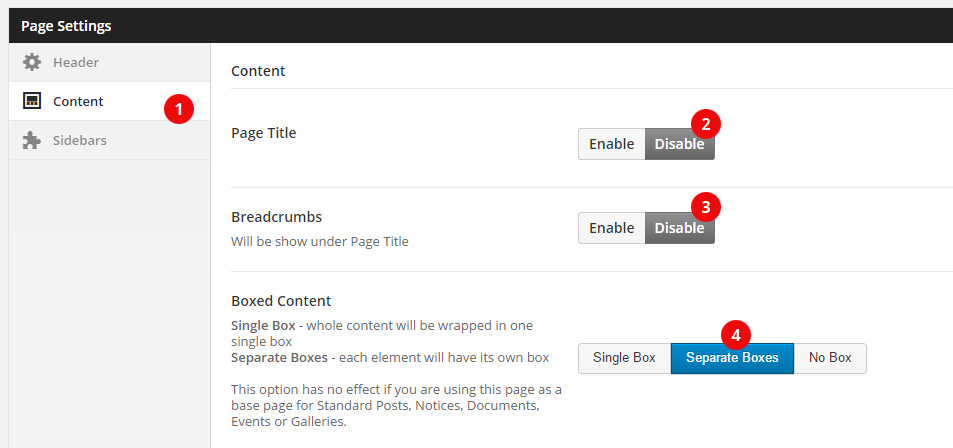 Page Settings
Header
Content
1
Sidebars
Content
Page Title
2
Enable Disable
Breadcrumbs
Will be show under Page Title
3
Enable Disable
Boxed Content
Single Box - whole content will be wrapped in one
single box
Separate Boxes - each element will have its own box
4
Single Box Separate Boxes No Box
This option has no effect if you are using this page as a
base page for Standard Posts, Notices, Documents,
Events or Galleries.